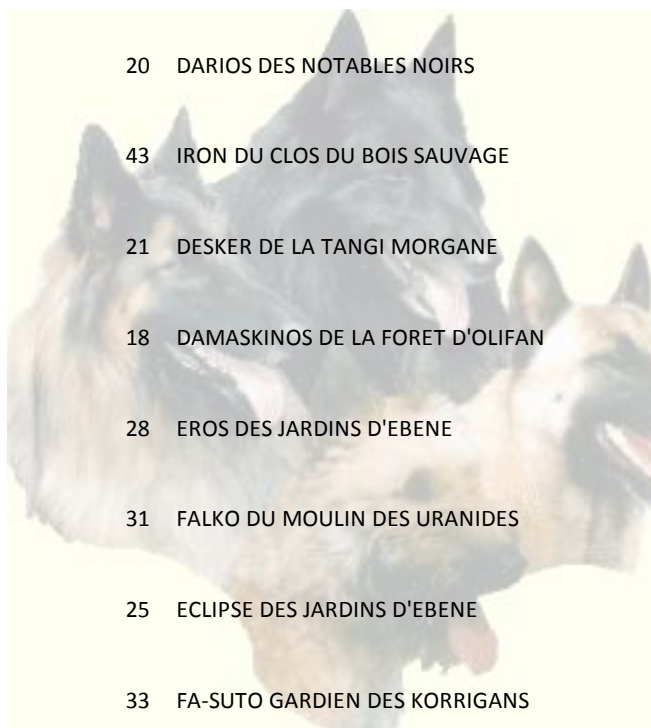 20 DARIOS DES NOTABLES NOIRS
43 IRON DU CLOS DU BOIS SAUVAGE
21 DESKER DE LA TANGI MORGANE
18 DAMASKINOS DE LA FORET D'OLIFAN
28 EROS DES JARDINS D'EBENE
31 FALKO DU MOULIN DES URANIDES
25 ECLIPSE DES JARDINS D'EBENE
33 FA-SUTO GARDIEN DES KORRIGANS